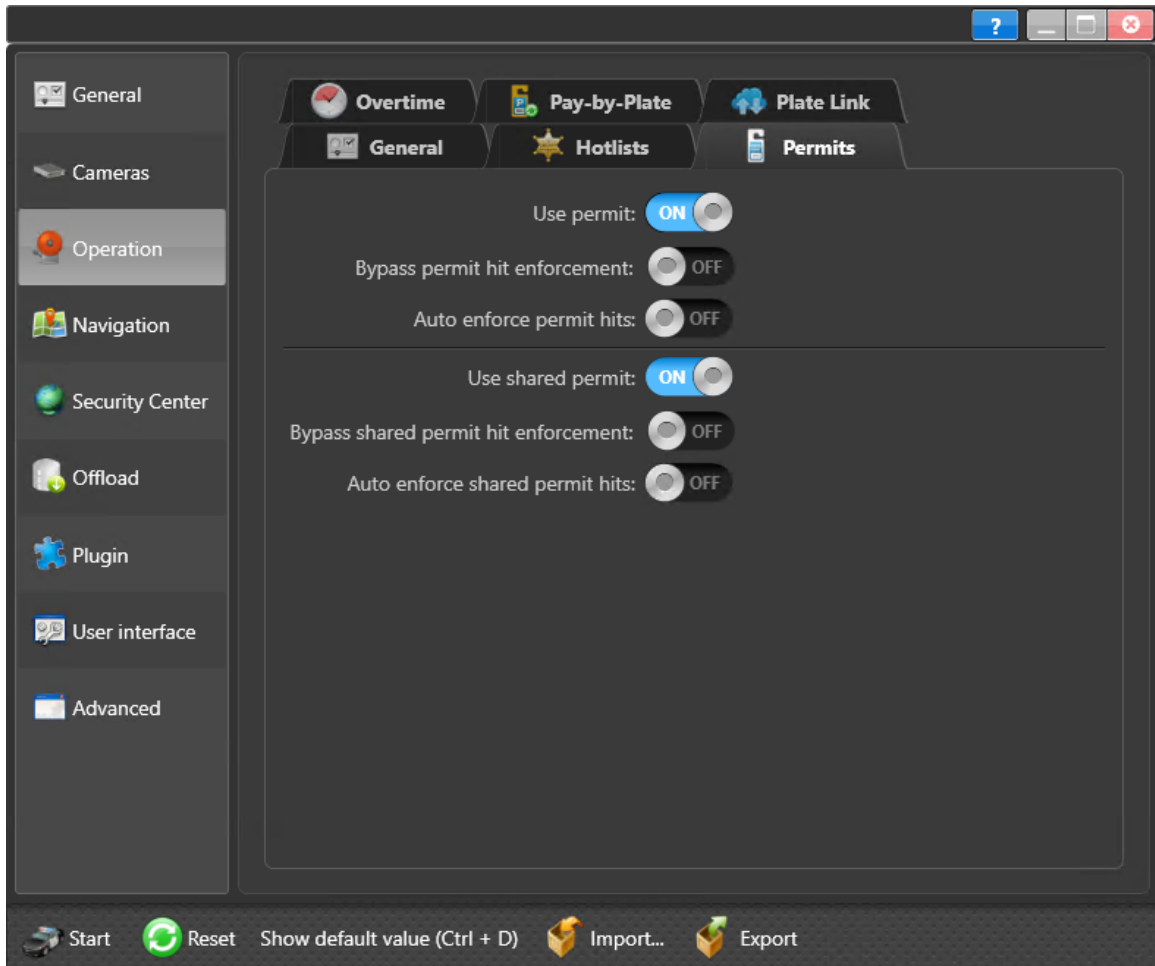 ?
General
Cameras
Operation
Navigation
Security Center
Offload
Plugin
User interface
Advanced
Overtime Pay-by-Plate Plate Link
General Hotlists Permits
Use permit: ON
Bypass permit hit enforcement: OFF
Auto enforce permit hits: OFF
Use shared permit: ON
Bypass shared permit hit enforcement: OFF
Auto enforce shared permit hits: OFF
Start Reset Show default value (Ctrl + D) Import... Export